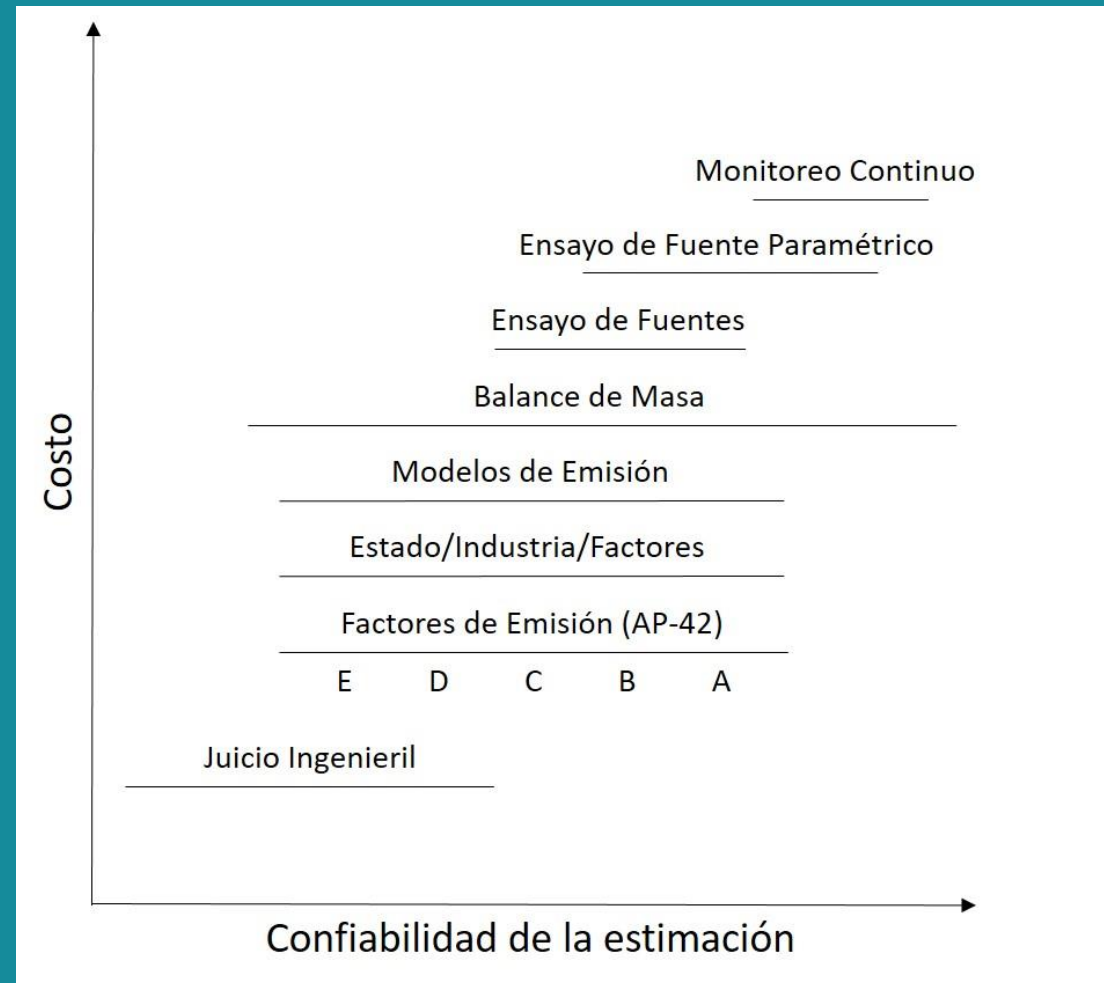 Monitoreo Continuo
Ensayo de Fuente Paramétrico
Ensayo de Fuentes
Balance de Masa
Modelos de Emisión
Estado/Industria/Factores
Factores de Emisión (AP-42)
E D C B A
Juicio Ingenieril
Costo
Confiabilidad de la estimación